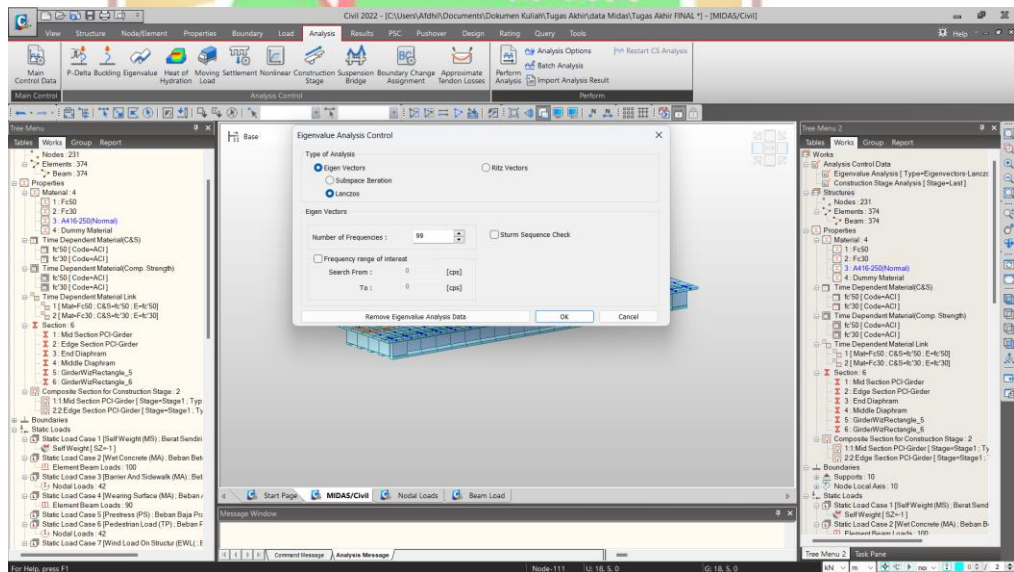 Civil 2022 - [C:\Users\Afdhil\Documents\Dokumen Kuliah\Tugas Akhir\data Midas\Tugas Akhir FINAL *] - [MIDAS/Civil]
View Structure Node/Element Properties Boundary Load Analysis Results PSC Pushover Design Rating Query Tools Help
Main Control Data
P-Delta Buckling Eigenvalue Heat of Hydration Moving Load Settlement Nonlinear Construction Stage Suspension Bridge Boundary Change Assignment Approximate Tendon Losses
Perform Analysis
Analysis Options
Batch Analysis
Import Analysis Result
Restart CS Analysis
Main Control Analysis Control Perform
Tree Menu
Tables Works Group Report
Nodes : 231
Elements : 374
Beam : 374
Properties
Material : 4
1 : Fc50
2 : Fc30
3 : A416-250(Normal)
4 : Dummy Material
Time Dependent Material(C&S)
fc'50 [ Code=ACI ]
fc'30 [ Code=ACI ]
Time Dependent Material(Comp. Strength)
fc'50 [ Code=ACI ]
fc'30 [ Code=ACI ]
Time Dependent Material Link
1 [ Mat=Fc50 ; C&S=fc'50 ; E=fc'50]
2 [ Mat=Fc30 ; C&S=fc'30 ; E=fc'30]
Section : 6
1 : Mid Section PCI-Girder
2 : Edge Section PCI-Girder
3 : End Diaphram
4 : Middle Diaphram
5 : GirderWizRectangle_5
6 : GirderWizRectangle_6
Composite Section for Construction Stage : 2
1:1:Mid Section PCI-Girder [ Stage=Stage1 ; Typ
2:2:Edge Section PCI-Girder [ Stage=Stage1 ; Ty
Boundaries
Static Loads
Static Load Case 1 [Self Weight (MS) ; Berat Sendiri
Self Weight [ SZ=-1 ]
Static Load Case 2 [Wet Concrete (MA) ; Beban Bet
Element Beam Loads : 100
Static Load Case 3 [Barrier And Sidewalk (MA) ; Bet
Nodal Loads : 42
Static Load Case 4 [Wearing Surface (MA) ; Beban
Element Beam Loads : 90
Static Load Case 5 [Prestress (PS) ; Beban Baja Pr
Static Load Case 6 [Pedestrian Load (TP) ; Beban P
Nodal Loads : 42
Static Load Case 7 [Wind Load On Structur (EWL(
Base
Eigenvalue Analysis Control
Type of Analysis
Eigen Vectors Ritz Vectors
Subspace Iteration
Lanczos
Eigen Vectors
Number of Frequencies : 99 Sturm Sequence Check
Frequency range of interest
Search From : 0 [cps]
To : 0 [cps]
Remove Eigenvalue Analysis Data OK Cancel
Start Page MIDAS/Civil Nodal Loads Beam Load
Message Window
Command Message Analysis Message
Tree Menu 2
Tables Works Group Report
Works
Analysis Control Data
Eigenvalue Analysis [ Type=Eigenvectors-Lancz
Construction Stage Analysis [ Stage=Last ]
Structures
Nodes : 231
Elements : 374
Beam : 374
Properties
Material : 4
1 : Fc50
2 : Fc30
3 : A416-250(Normal)
4 : Dummy Material
Time Dependent Material(C&S)
fc'50 [ Code=ACI ]
fc'30 [ Code=ACI ]
Time Dependent Material(Comp. Strength)
fc'50 [ Code=ACI ]
fc'30 [ Code=ACI ]
Time Dependent Material Link
1 [ Mat=Fc50 ; C&S=fc'50 ; E=fc'50]
2 [ Mat=Fc30 ; C&S=fc'30 ; E=fc'30]
Section : 6
1 : Mid Section PCI-Girder
2 : Edge Section PCI-Girder
3 : End Diaphram
4 : Middle Diaphram
5 : GirderWizRectangle_5
6 : GirderWizRectangle_6
Composite Section for Construction Stage : 2
1:1:Mid Section PCI-Girder [ Stage=Stage1 ; Ty
2:2:Edge Section PCI-Girder [ Stage=Stage1 ;
Boundaries
Supports : 10
Node Local Axis : 10
Static Loads
Static Load Case 1 [Self Weight (MS) ; Berat Send
Self Weight [ SZ=-1 ]
Static Load Case 2 [Wet Concrete (MA) ; Beban B
Element Beam Loads : 100
Tree Menu 2 Task Pane
For Help, press F1 Node-111 U: 18, 5, 0 G: 18, 5, 0 kN m no 1 0 / 2